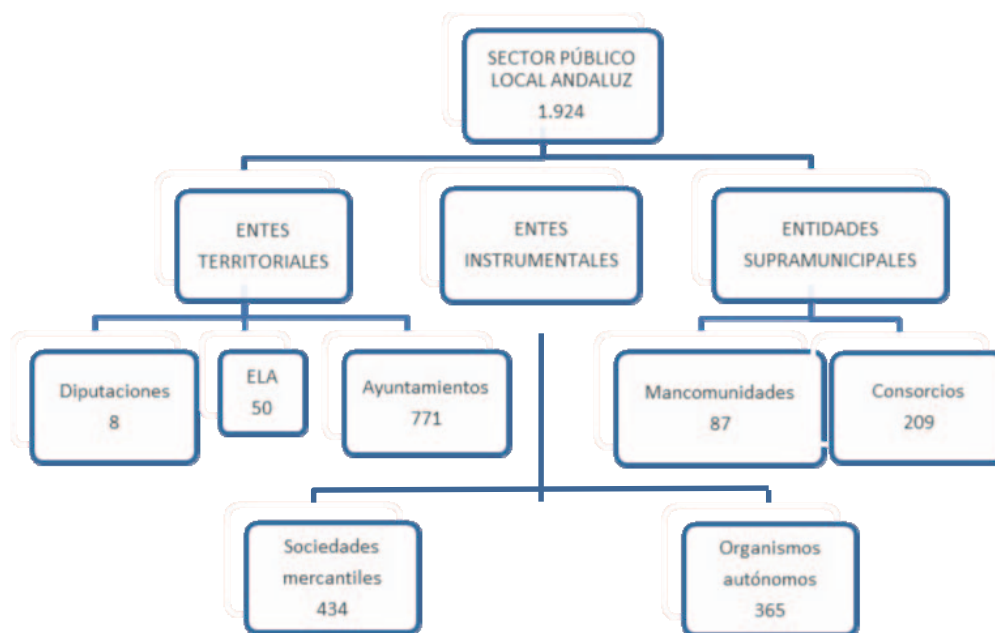 SECTOR PÚBLICO
LOCAL ANDALUZ
1.924
ENTES
TERRITORIALES
ENTES
INSTRUMENTALES
ENTIDADES
SUPRAMUNICIPALES
Diputaciones
8
ELA
50
Ayuntamientos
771
Mancomunidades
87
Consorcios
209
Sociedades
mercantiles
434
Organismos
autónomos
365